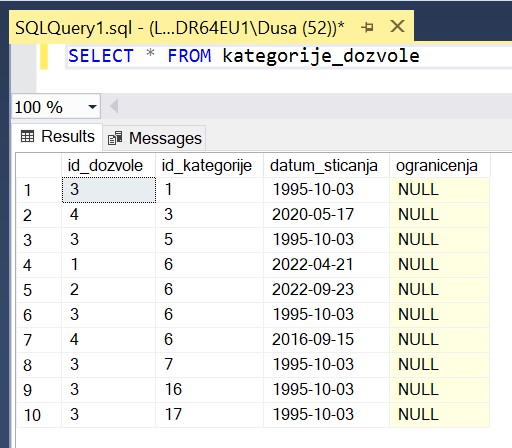 SQLQuery1.sql - (L...DR64EU1\Dusa (52))*
SELECT * FROM kategorije_dozvole
100 %
Results Messages
id_dozvole id_kategorije datum_sticanja ogranicenja
1 3 1 1995-10-03 NULL
2 4 3 2020-05-17 NULL
3 3 5 1995-10-03 NULL
4 1 6 2022-04-21 NULL
5 2 6 2022-09-23 NULL
6 3 6 1995-10-03 NULL
7 4 6 2016-09-15 NULL
8 3 7 1995-10-03 NULL
9 3 16 1995-10-03 NULL
10 3 17 1995-10-03 NULL